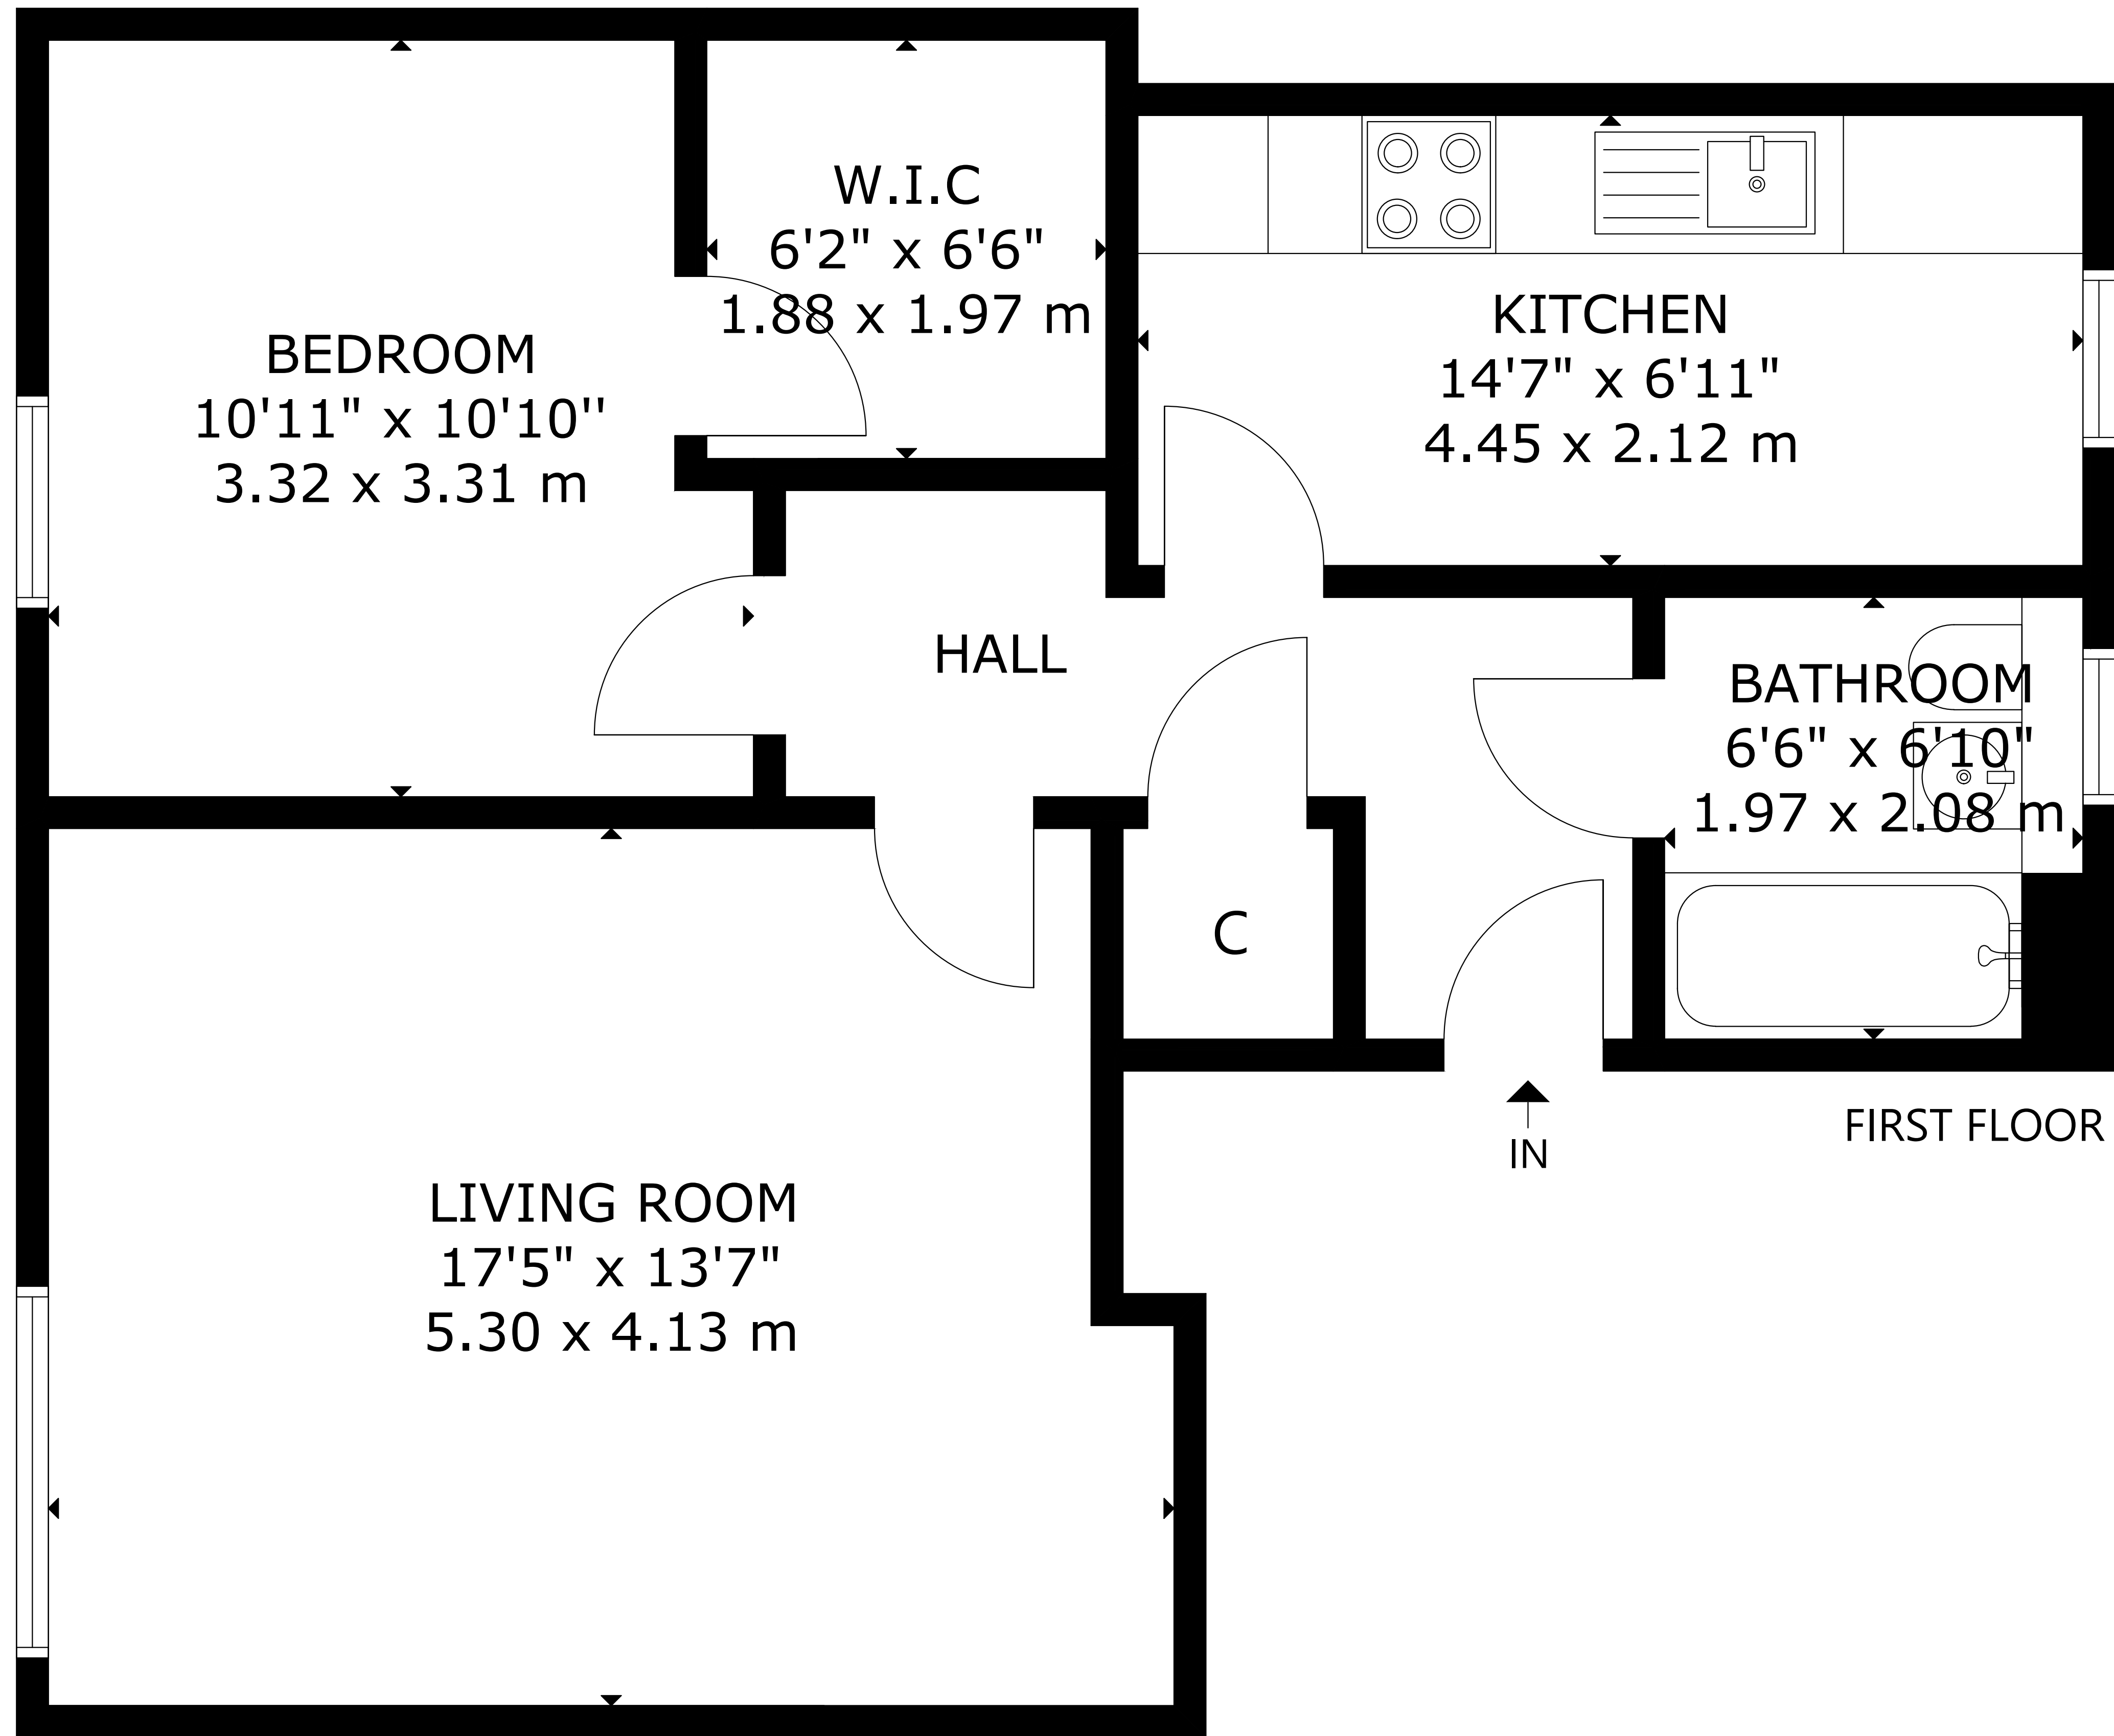 W.I.C
6'2" x 6'6"
1.88 x 1.97 m
BEDROOM
10'11" x 10'10''
3.32 x 3.31 m
KITCHEN
14'7" x 6'11"
4.45 x 2.12 m
HALL
BATHROOM
6'6" x 6'10"
1.97 x 2.08 m
C
LIVING ROOM
17'5" x 13'7"
5.30 x 4.13 m
IN
FIRST FLOOR